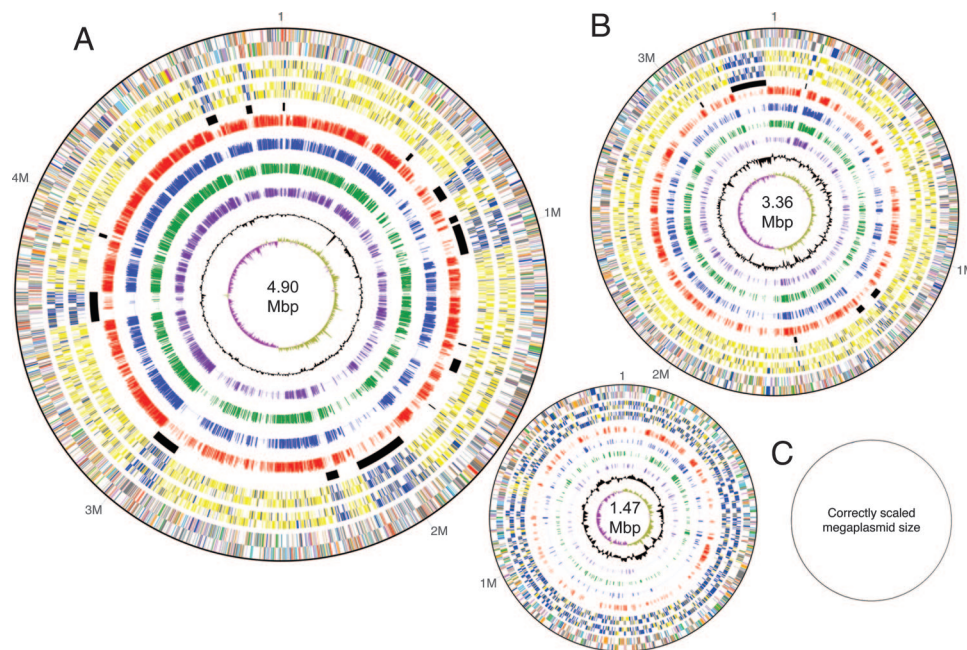 A
1
4M
1M
4.90
Mbp
3M
2M
B
1
3M
3.36
Mbp
1M
2M
1
1.47
Mbp
1M
C
Correctly scaled
megaplasmid size